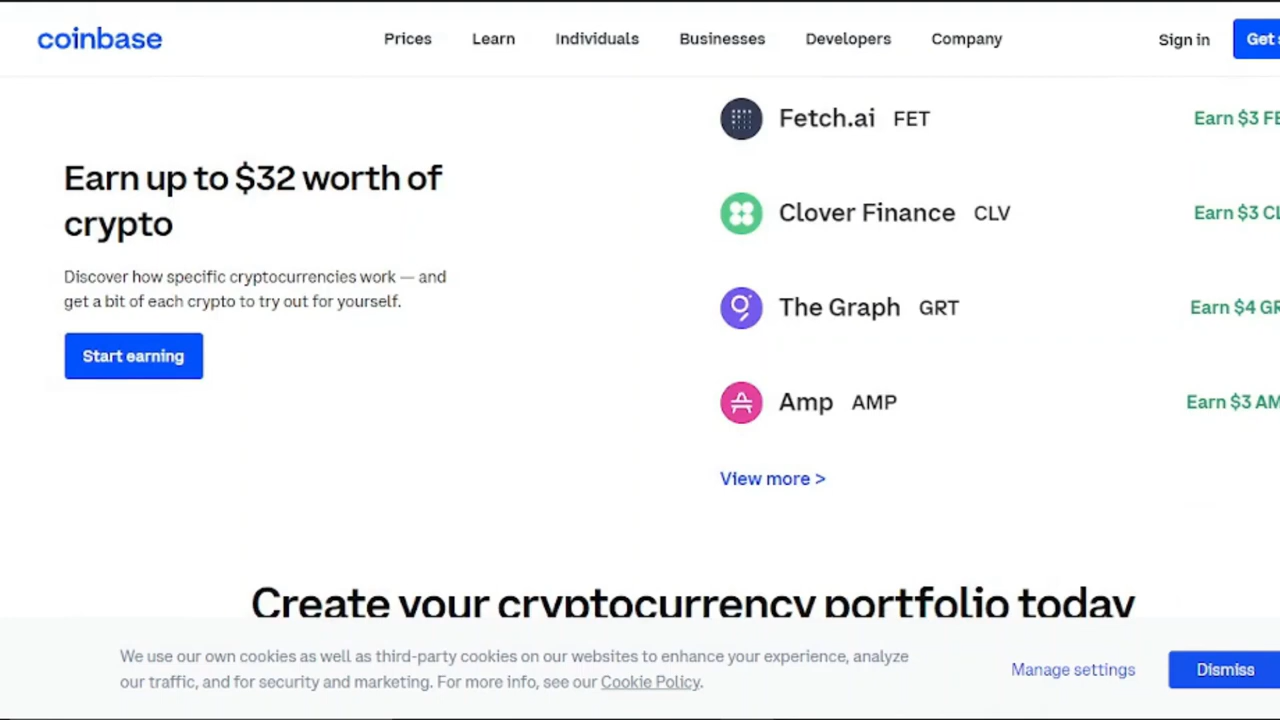 coinbase Prices Learn Individuals Businesses Developers Company Sign in Get
Fetch.ai FET Earn $3
Earn up to $32 worth of
crypto
Discover how specific cryptocurrencies work — and
get a bit of each crypto to try out for yourself.
Start earning
Clover Finance CLV Earn $3
The Graph GRT Earn $4
Amp AMP Earn $3
View more >
Create your cryptocurrency portfolio today
We use our own cookies as well as third-party cookies on our websites to enhance your experience, analyze
our traffic, and for security and marketing. For more info, see our Cookie Policy.
Manage settings
Dismiss